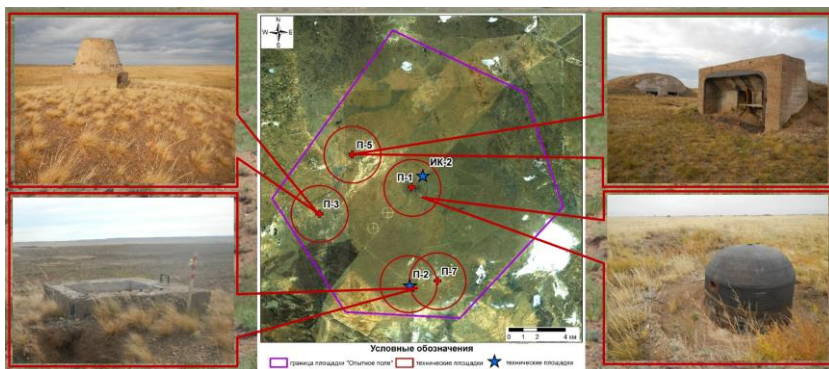 N
W E
S
П-5
ИК-2
П-1
П-3
П-2
П-7
0 1 2 4 км
Условные обозначения
граница площадки "Опытное поле" технические площадки технические площадки